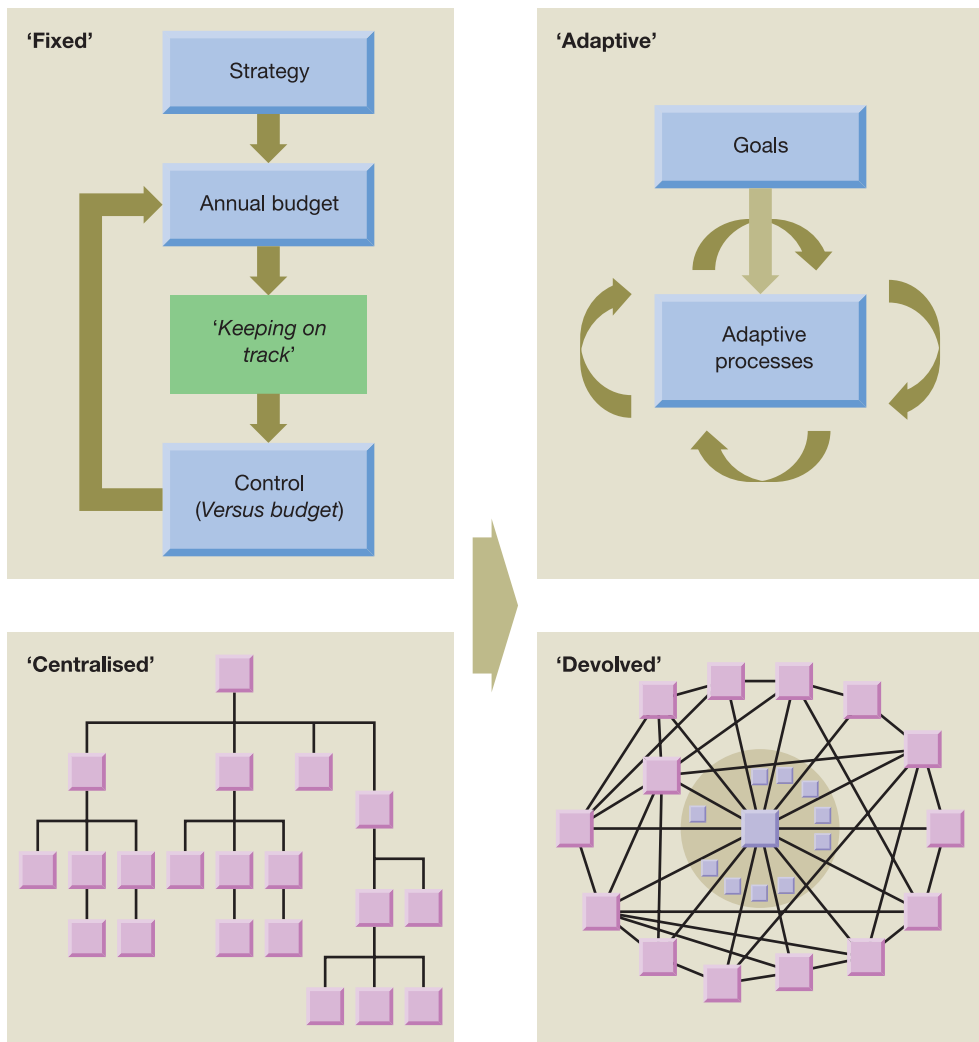 ‘Fixed’
Strategy
Annual budget
‘Keeping on
track’
Control
(Versus budget)
‘Adaptive’
Goals
Adaptive
processes
‘Centralised’
‘Devolved’